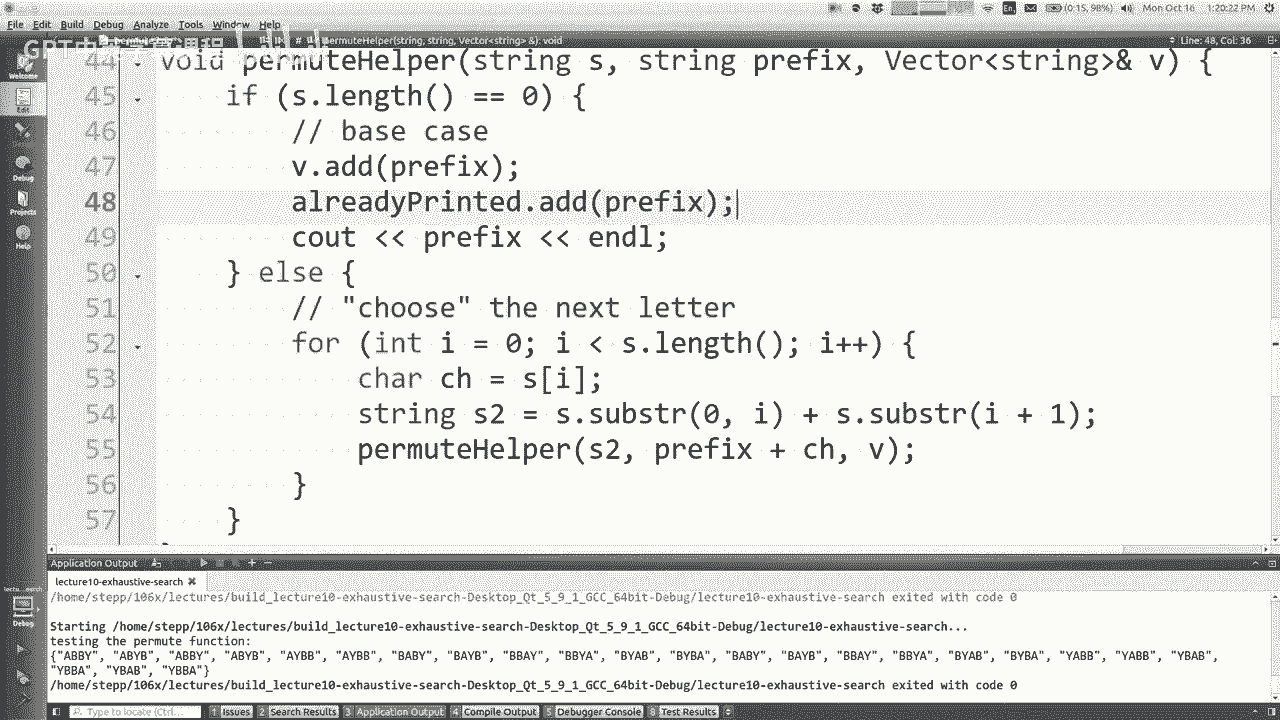 File Edit Build Debug Analyze Tools Window Help
En (0:15, 98%) Mon Oct 16 1:20:22 PM
permuteHelper(string, string, Vector<string> &): void Line: 48, Col: 36
Welcome
Edit
Debug
Projects
Help
44 void permuteHelper(string s, string prefix, Vector<string>& v) {
45 if (s.length() == 0) {
46 // base case
47 v.add(prefix);
48 alreadyPrinted.add(prefix);
49 cout << prefix << endl;
50 } else {
51 // "choose" the next letter
52 for (int i = 0; i < s.length(); i++) {
53 char ch = s[i];
54 string s2 = s.substr(0, i) + s.substr(i + 1);
55 permuteHelper(s2, prefix + ch, v);
56 }
57 }
Application Output
lecture10-exhaustive-search
/home/stepp/106x/lectures/build_lecture10-exhaustive-search-Desktop_Qt_5_9_1_GCC_64bit-Debug/lecture10-exhaustive-search exited with code 0
Starting /home/stepp/106x/lectures/build_lecture10-exhaustive-search-Desktop_Qt_5_9_1_GCC_64bit-Debug/lecture10-exhaustive-search...
testing the permute function:
{"ABBY", "ABYB", "ABBY", "ABYB", "AYBB", "AYBB", "BABY", "BAYB", "BBAY", "BBYA", "BYAB", "BYBA", "BABY", "BAYB", "BBAY", "BBYA", "BYAB", "BYBA", "YABB", "YABB", "YBAB",
"YBBA", "YBAB", "YBBA"}
/home/stepp/106x/lectures/build_lecture10-exhaustive-search-Desktop_Qt_5_9_1_GCC_64bit-Debug/lecture10-exhaustive-search exited with code 0
Debug
Type to locate (Ctrl... 1 Issues 2 Search Results 3 Application Output 4 Compile Output 5 Debugger Console 8 Test Results